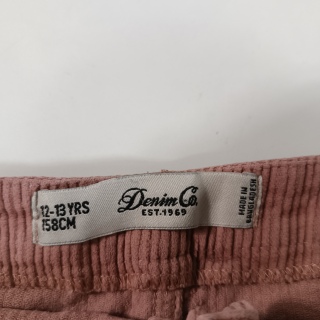 12-13 YRS
158CM
Denim Co.
EST.1969
MADE IN
BANGLADESH